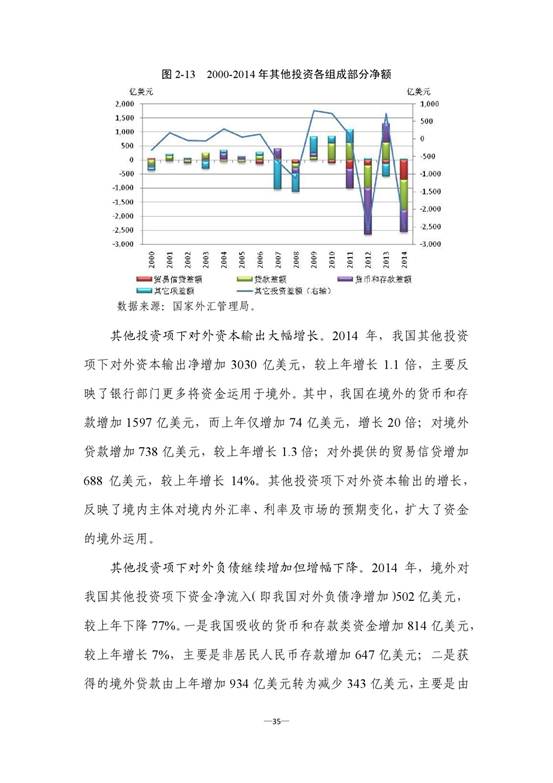 图 2-13 2000-2014 年其他投资各组成部分净额
亿美元 亿美元
2,000 1,000
1,500 500
1,000 0
500 -500
0 -1,000
-500 -1,500
-1,000 -2,000
-1,500 -2,500
-2,000 -3,000
-2,500
-3,000
2000 2001 2002 2003 2004 2005 2006 2007 2008 2009 2010 2011 2012 2013 2014
贸易信贷差额 贷款差额 货币和存款差额
其它项差额 其它投资差额（右轴）
数据来源：国家外汇管理局。
其他投资项下对外资本输出大幅增长。2014 年，我国其他投资
项下对外资本输出净增加 3030 亿美元，较上年增长 1.1 倍，主要反
映了银行部门更多将资金运用于境外。其中，我国在境外的货币和存
款增加 1597 亿美元，而上年仅增加 74 亿美元，增长 20 倍；对境外
贷款增加 738 亿美元，较上年增长 1.3 倍；对外提供的贸易信贷增加
688 亿美元，较上年增长 14%。其他投资项下对外资本输出的增长，
反映了境内主体对境内外汇率、利率及市场的预期变化，扩大了资金
的境外运用。
其他投资项下对外负债继续增加但增幅下降。2014 年，境外对
我国其他投资项下资金净流入（即我国对外负债净增加）502 亿美元，
较上年下降 77%。一是我国吸收的货币和存款类资金增加 814 亿美元，
较上年增长 7%，主要是非居民人民币存款增加 647 亿美元；二是获
得的境外贷款由上年增加 934 亿美元转为减少 343 亿美元，主要是由
—35—